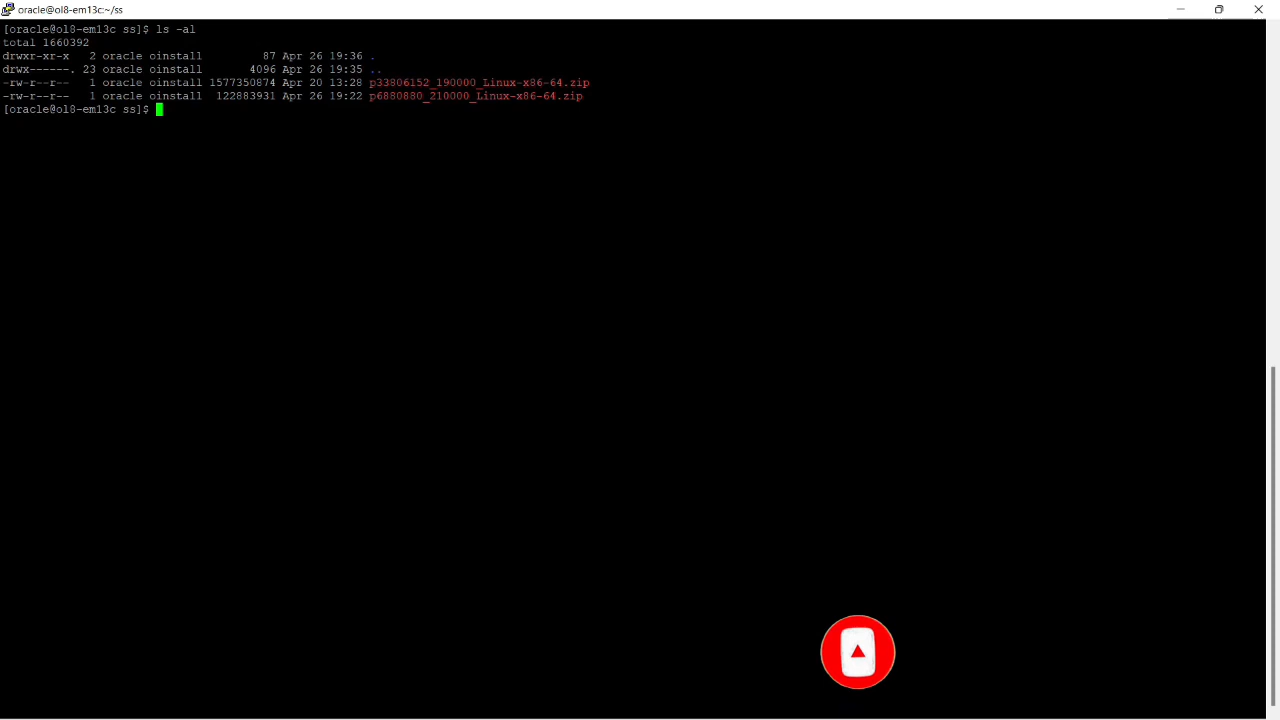 oracle@ol8-em13c:~/ss
[oracle@ol8-em13c ss]$ ls -al
total 1660392
drwxr-xr-x   2 oracle oinstall         87 Apr 26 19:36 .
drwx------. 23 oracle oinstall       4096 Apr 26 19:35 ..
-rw-r--r--   1 oracle oinstall 1577350874 Apr 20 13:28 p33806152_190000_Linux-x86-64.zip
-rw-r--r--   1 oracle oinstall  122883931 Apr 26 19:22 p6880880_210000_Linux-x86-64.zip
[oracle@ol8-em13c ss]$